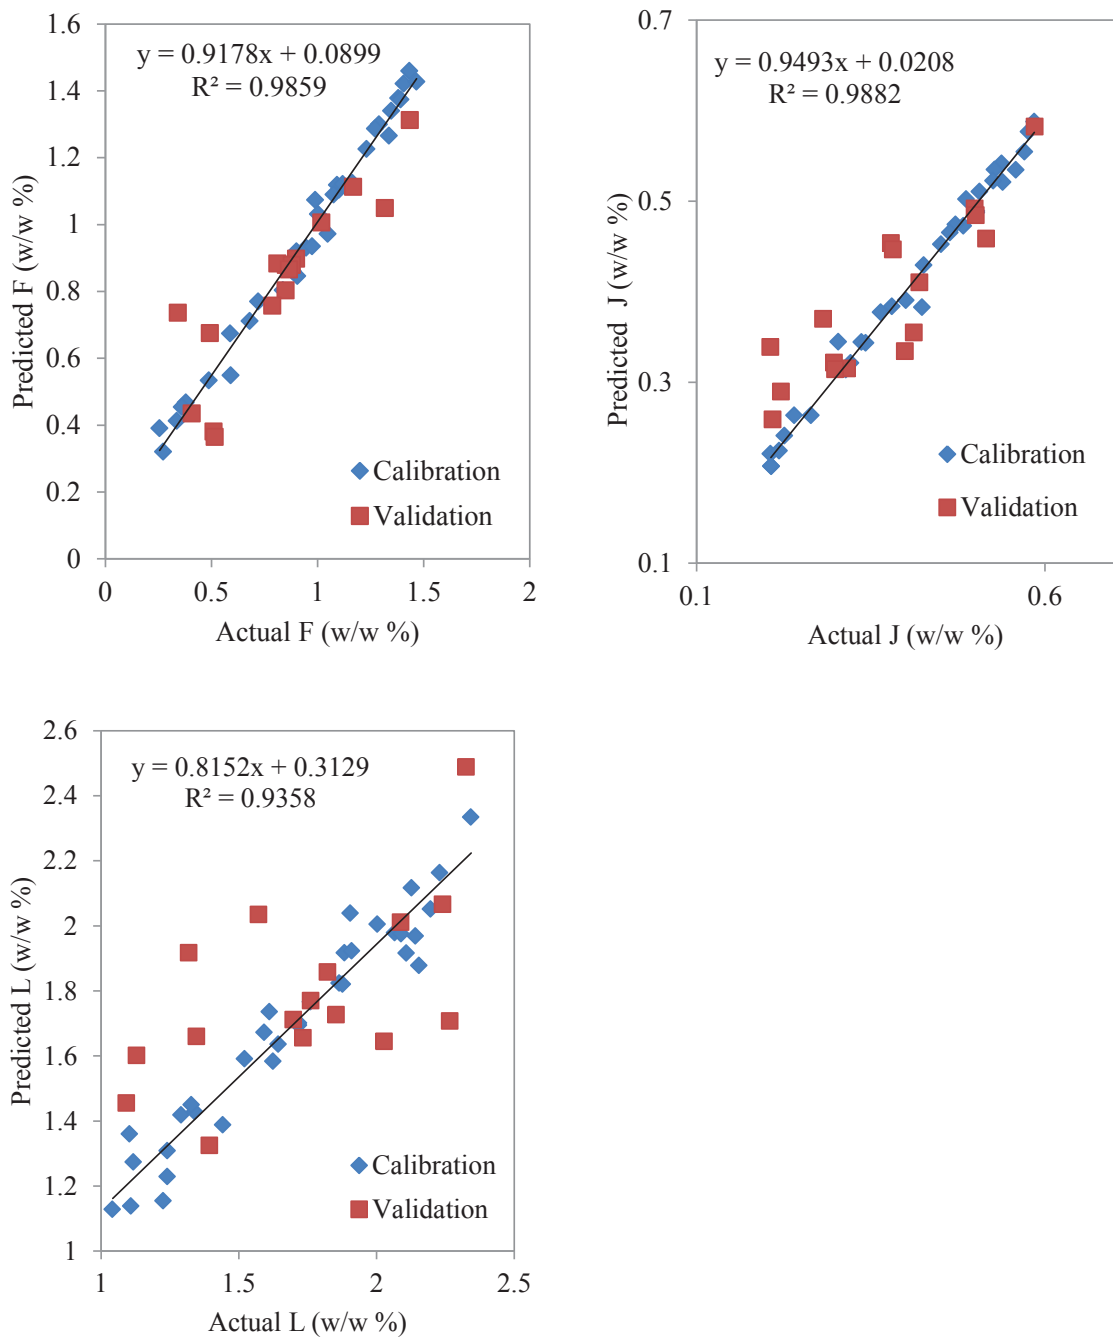 1.6
1.4
1.2
1
0.8
0.6
0.4
0.2
0
y = 0.9178x + 0.0899
R² = 0.9859
Predicted F (w/w %)
Calibration
Validation
0
0.5
1
1.5
2
Actual F (w/w %)
0.7
0.5
0.3
0.1
y = 0.9493x + 0.0208
R² = 0.9882
Predicted J (w/w %)
Calibration
Validation
0.1
0.6
Actual J (w/w %)
2.6
2.4
2.2
2
1.8
1.6
1.4
1.2
1
y = 0.8152x + 0.3129
R² = 0.9358
Predicted L (w/w %)
Calibration
Validation
1
1.5
2
2.5
Actual L (w/w %)